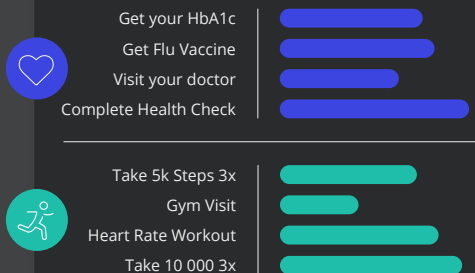 Get your HbA1c
Get Flu Vaccine
Visit your doctor
Complete Health Check
Take 5k Steps 3x
Gym Visit
Heart Rate Workout
Take 10 000 3x